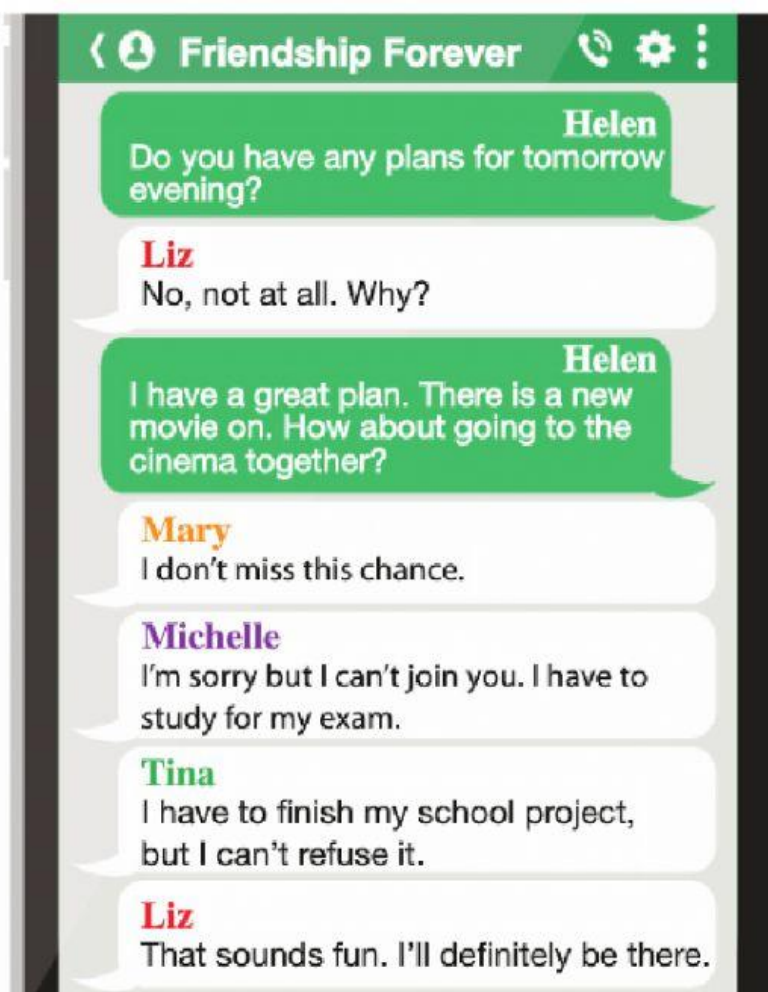 Friendship Forever
Helen
Do you have any plans for tomorrow
evening?
Liz
No, not at all. Why?
Helen
I have a great plan. There is a new
movie on. How about going to the
cinema together?
Mary
I don't miss this chance.
Michelle
I'm sorry but I can't join you. I have to
study for my exam.
Tina
I have to finish my school project,
but I can't refuse it.
Liz
That sounds fun. I'll definitely be there.